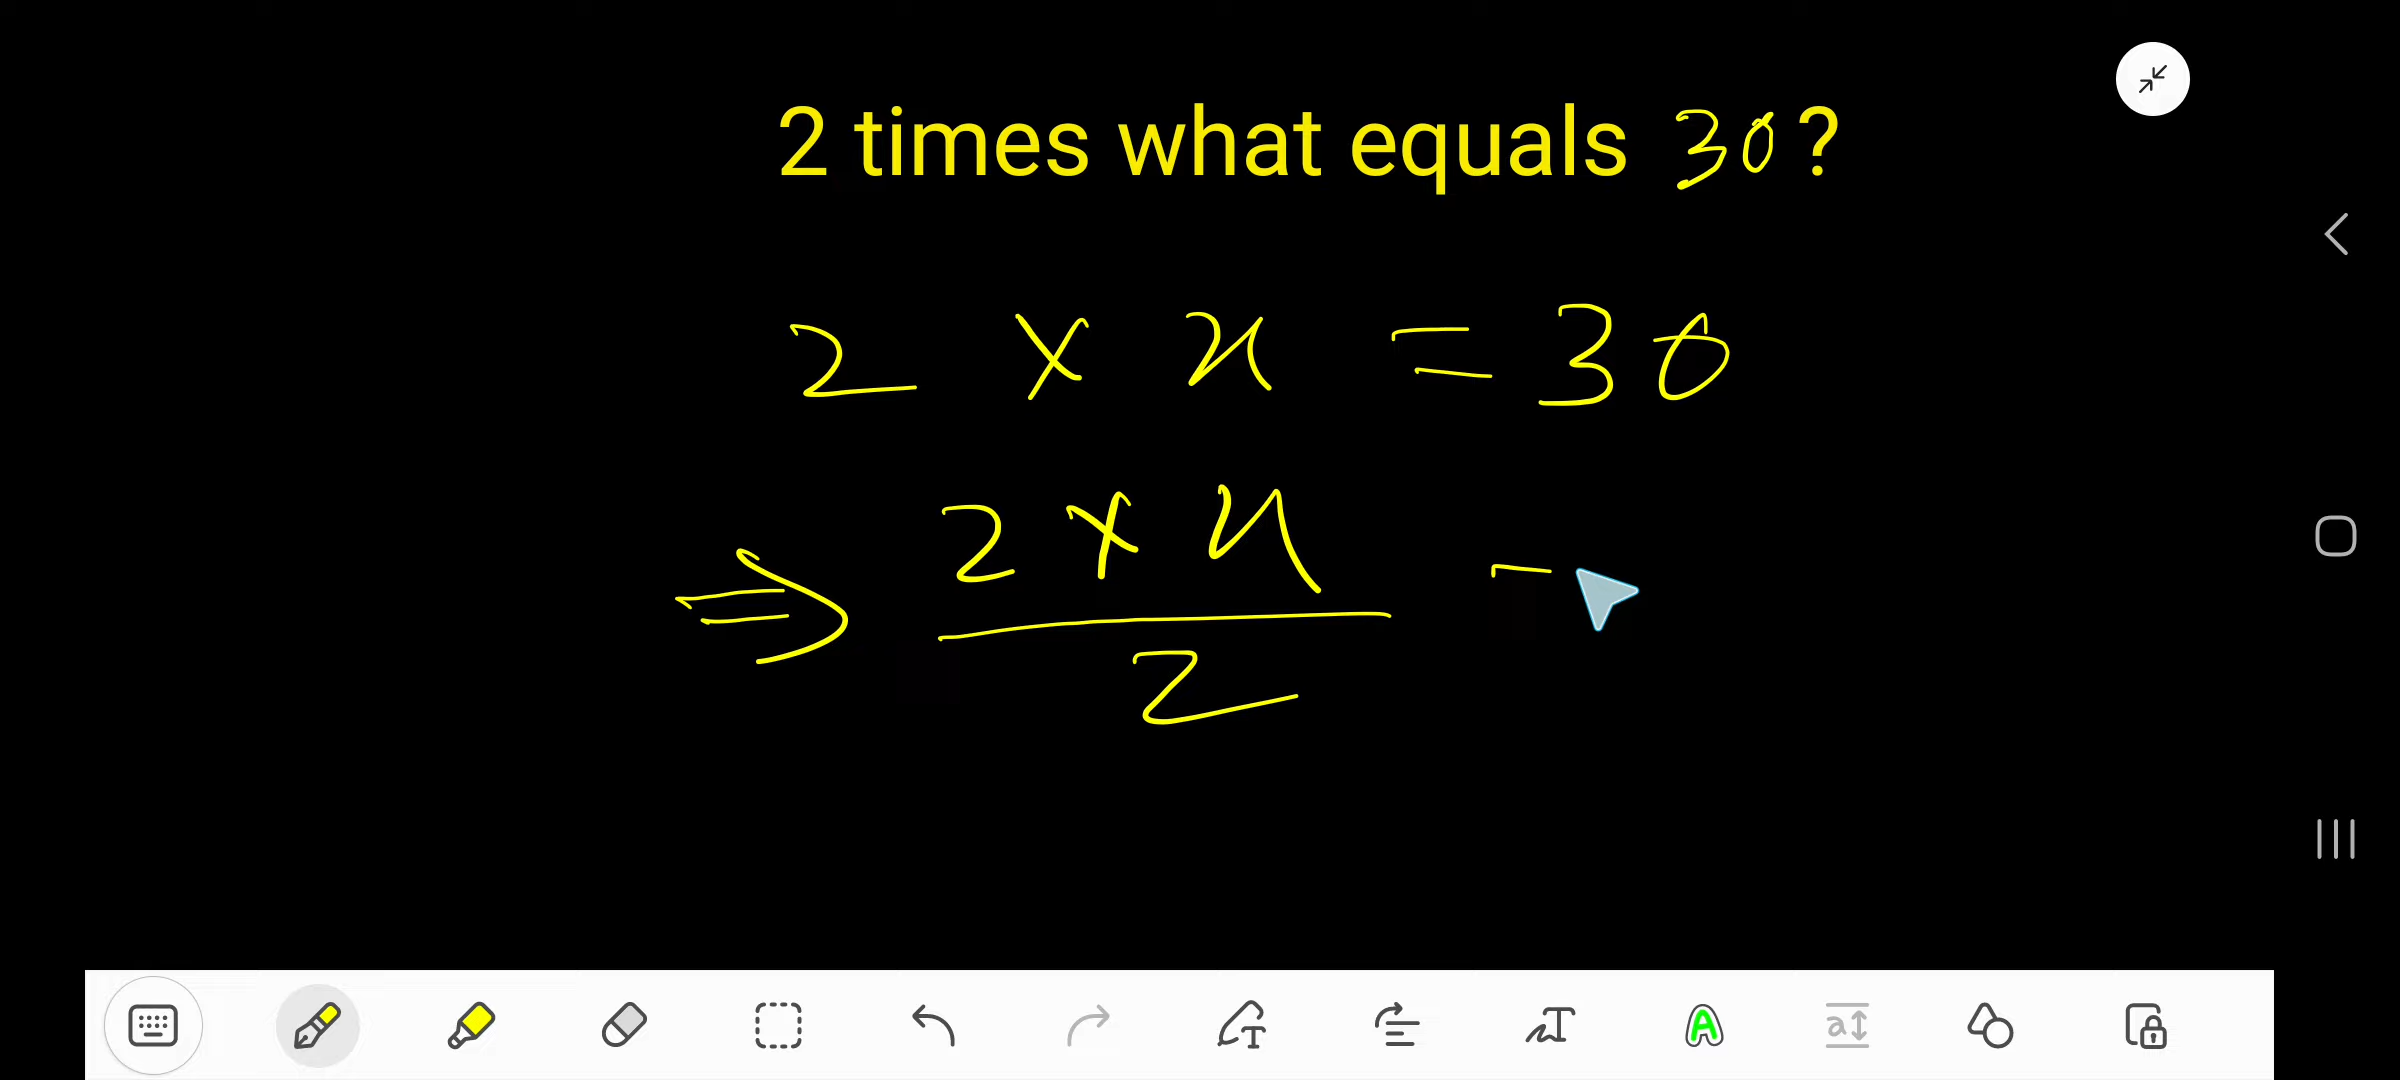 2 times what equals 30?
2 × x = 30
⇒ 2 × x / 2 =